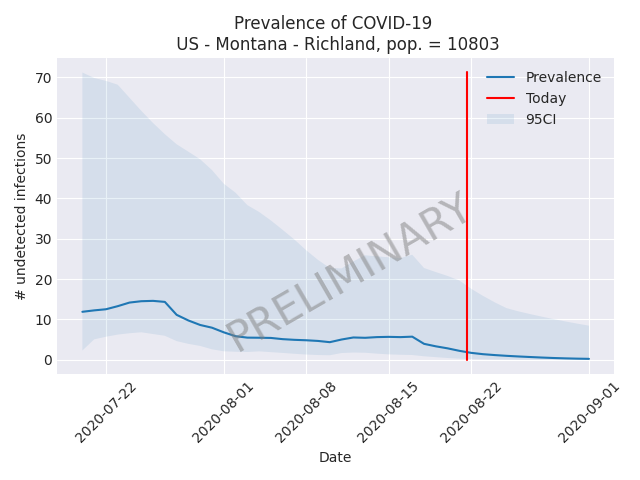 Prevalence of COVID-19
US - Montana - Richland, pop. = 10803
# undetected infections
70
60
50
40
30
20
10
0
Prevalence
Today
95CI
PRELIMINARY
2020-07-22
2020-08-01
2020-08-08
2020-08-15
2020-08-22
2020-09-01
Date